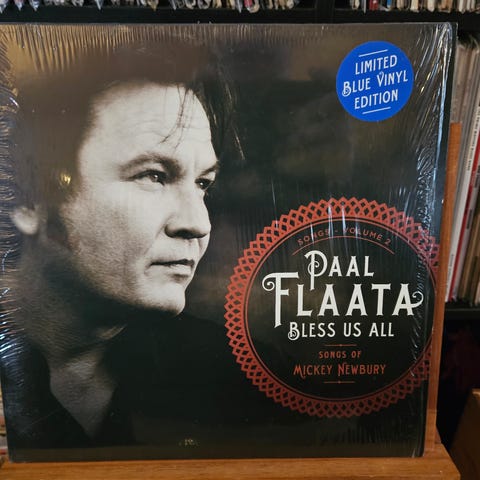 LIMITED
BLUE VINYL
EDITION
SONGS - VOLUME 2
PAAL
FLAATA
BLESS US ALL
SONGS OF
MICKEY NEWBURY